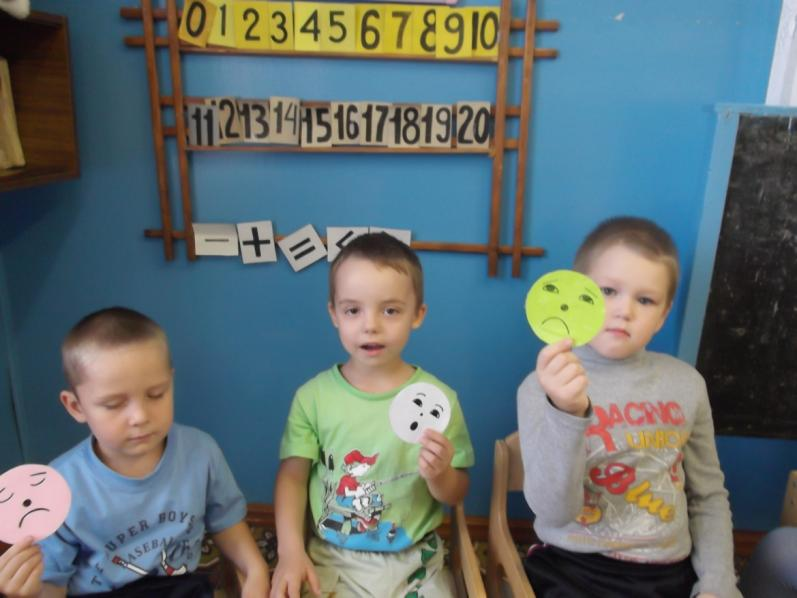 0 1 2 3 4 5 6 7 8 9 10
11 12 13 14 15 16 17 18 19 20
− + = <
SUPER BOYS
BASEBALL
RACING
Blue